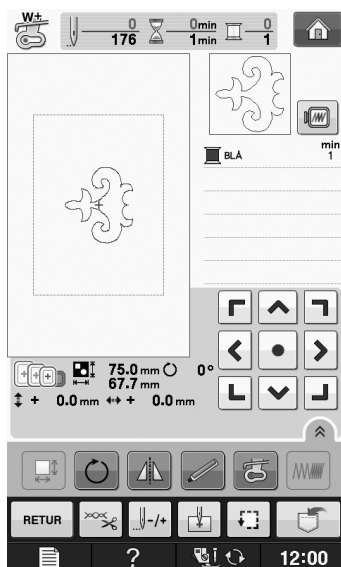 W+ 0 0min 0
176 1min 1
min
BLÅ 1
75.0 mm 0°
67.7 mm
+ 0.0 mm + 0.0 mm
RETUR -/+
? 12:00